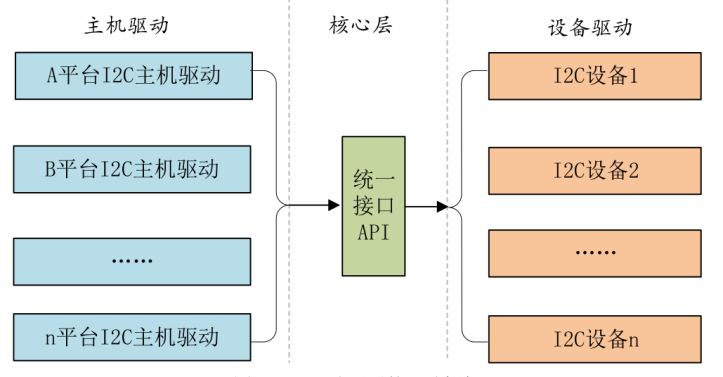 主机驱动
核心层
设备驱动
A平台I2C主机驱动
B平台I2C主机驱动
……
n平台I2C主机驱动
统一
接口
API
I2C设备1
I2C设备2
……
I2C设备n